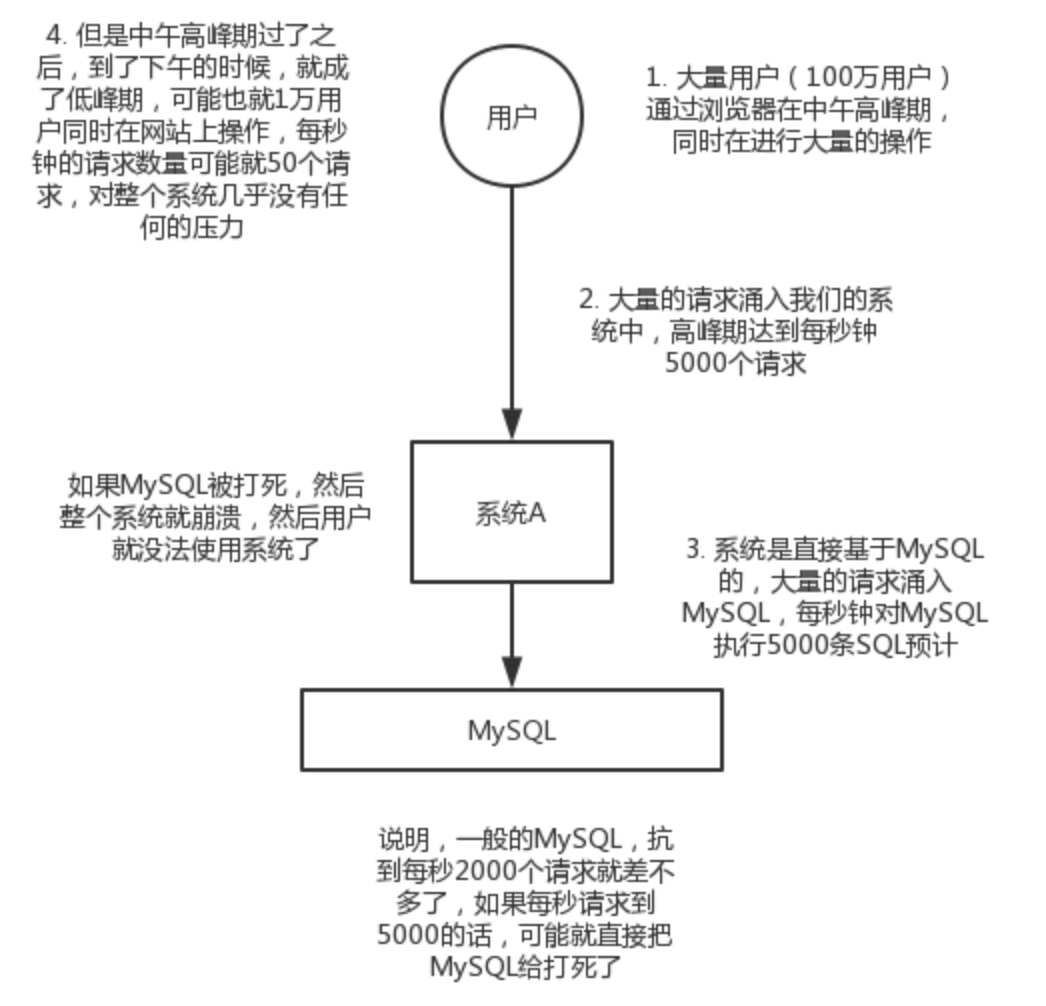 4. 但是中午高峰期过了之
后，到了下午的时候，就成
了低峰期，可能也就1万用
户同时在网站上操作，每秒
钟的请求数量可能就50个请
求，对整个系统几乎没有任
何的压力
用户
1. 大量用户（100万用户）
通过浏览器在中午高峰期，
同时在进行大量的操作
2. 大量的请求涌入我们的系
统中，高峰期达到每秒钟
5000个请求
如果MySQL被打死，然后
整个系统就崩溃，然后用户
就没法使用系统了
系统A
3. 系统是直接基于MySQL
的，大量的请求涌入
MySQL，每秒钟对MySQL
执行5000条SQL预计
MySQL
说明，一般的MySQL，抗
到每秒2000个请求就差不
多了，如果每秒请求到
5000的话，可能就直接把
MySQL给打死了